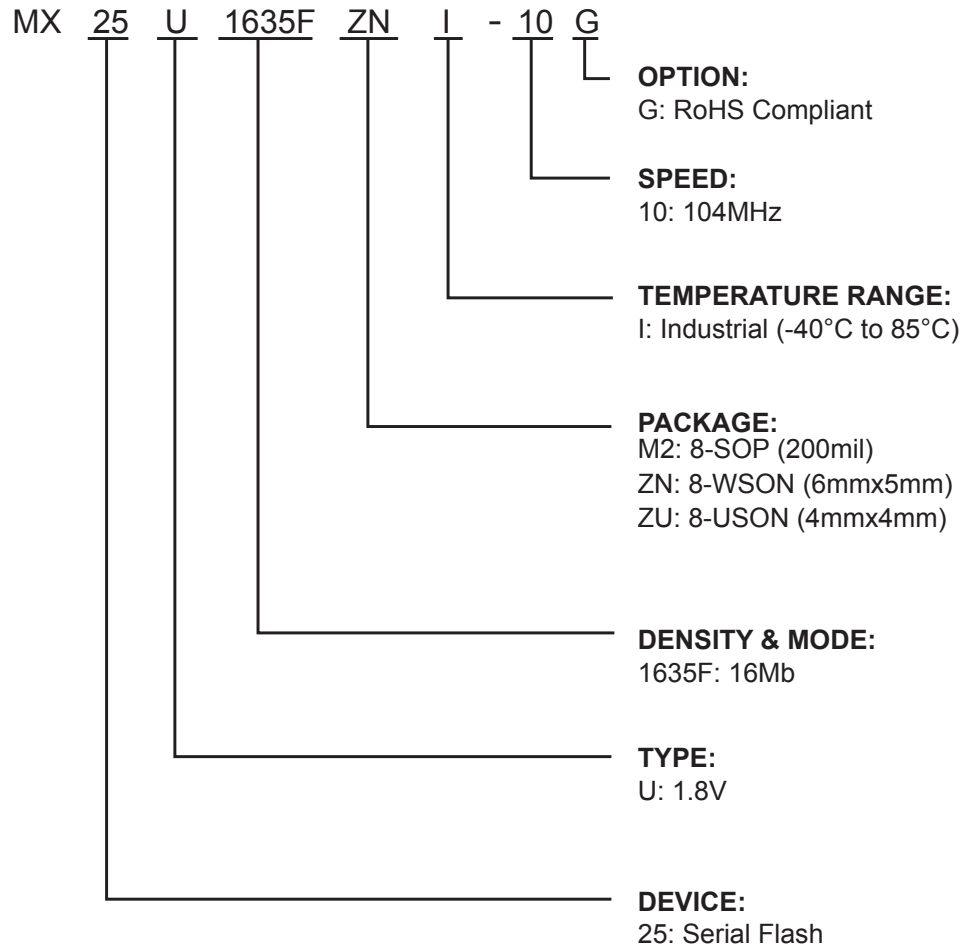 MX 25 U 1635F ZN I - 10 G
OPTION:
G: RoHS Compliant
SPEED:
10: 104MHz
TEMPERATURE RANGE:
I: Industrial (-40°C to 85°C)
PACKAGE:
M2: 8-SOP (200mil)
ZN: 8-WSON (6mmx5mm)
ZU: 8-USON (4mmx4mm)
DENSITY & MODE:
1635F: 16Mb
TYPE:
U: 1.8V
DEVICE:
25: Serial Flash